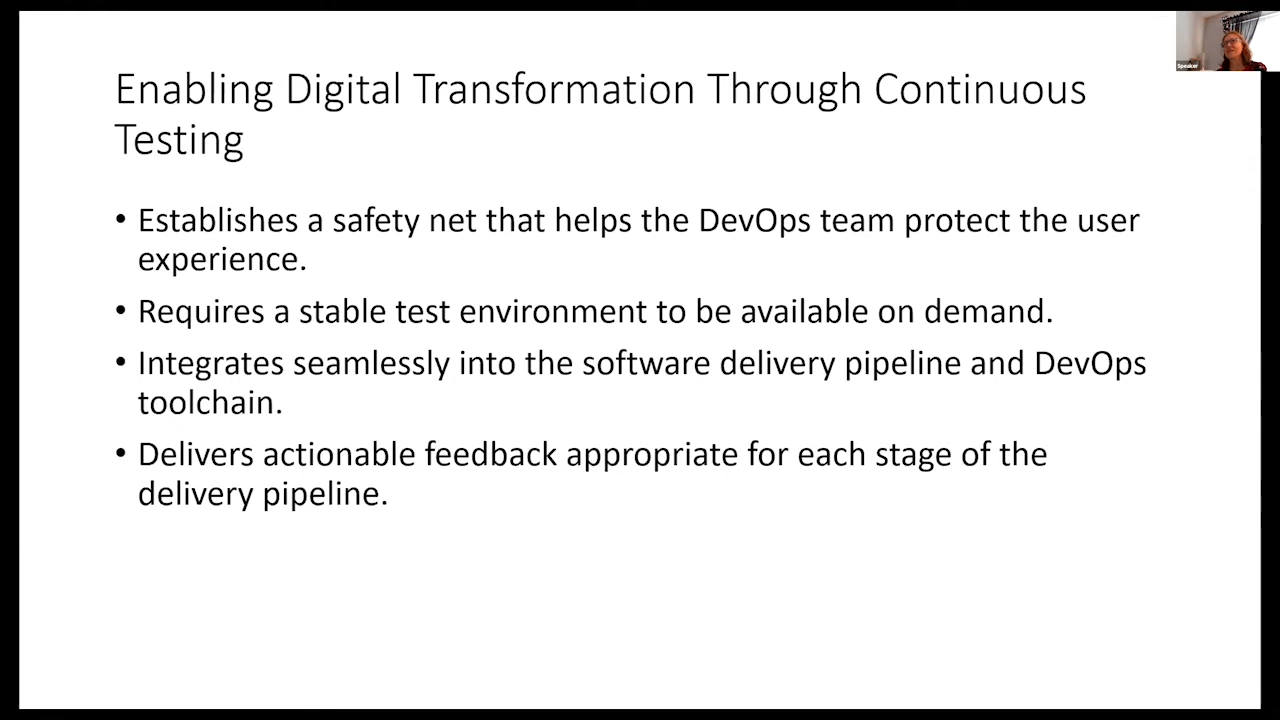 Enabling Digital Transformation Through Continuous
Testing
• Establishes a safety net that helps the DevOps team protect the user
experience.
• Requires a stable test environment to be available on demand.
• Integrates seamlessly into the software delivery pipeline and DevOps
toolchain.
• Delivers actionable feedback appropriate for each stage of the
delivery pipeline.
Speaker